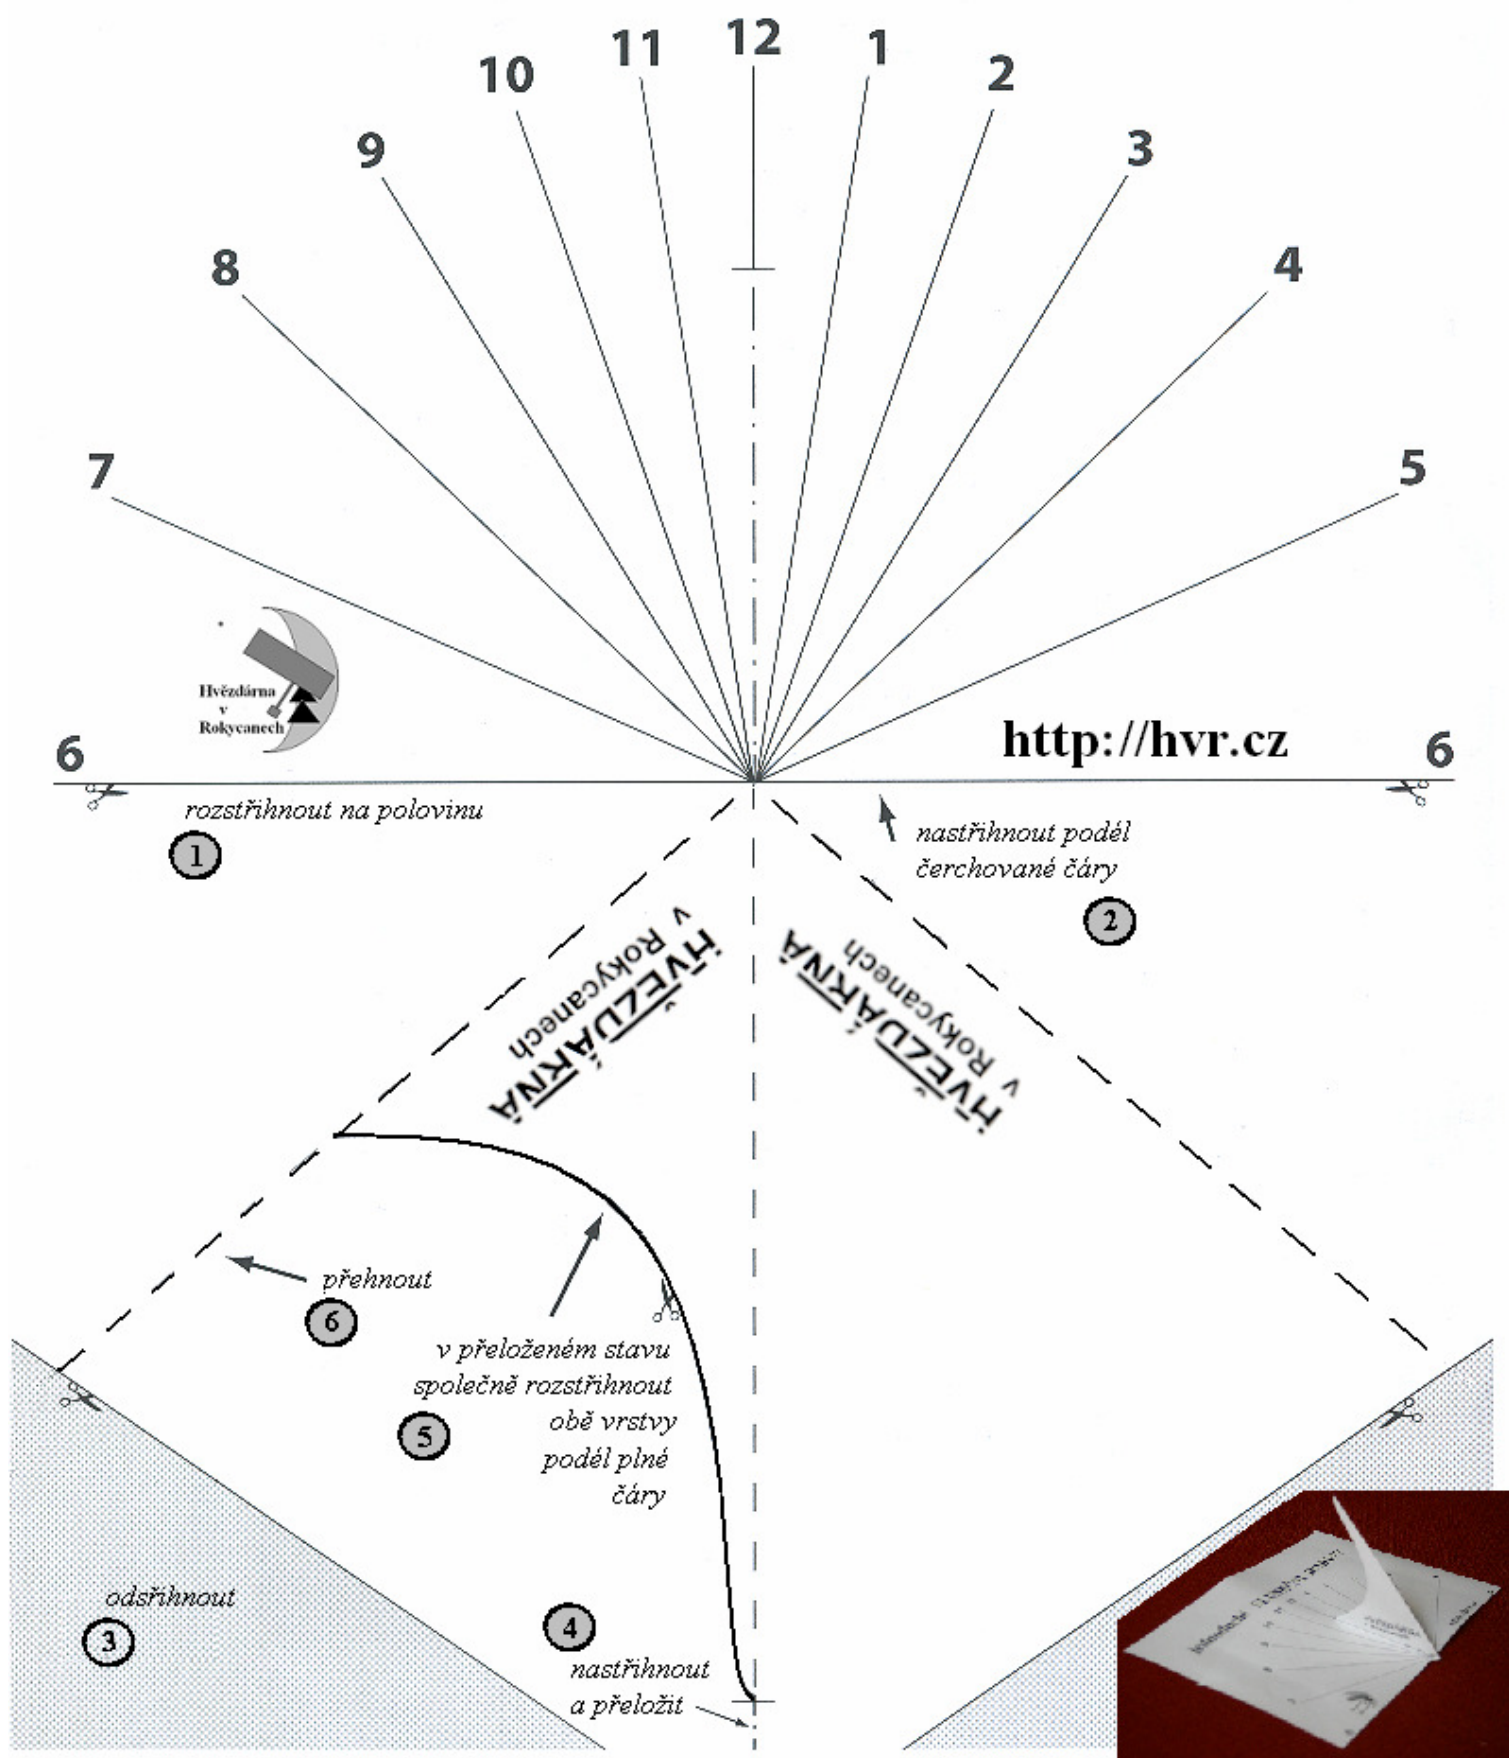 12
11
1
10
2
9
3
8
4
7
5
Hvězdárna
v
Rokycanech
http://hvr.cz
6
6
rozstřihnout na polovinu
1
nastřihnout podél
čerchované čáry
2
HVĚZDÁRNA
v Rokycanech
HVĚZDÁRNA
v Rokycanech
přehnout
6
v přeloženém stavu
společně rozstřihnout
obě vrstvy
podél plné
čáry
5
odsřihnout
3
4
nastřihnout
a přeložit